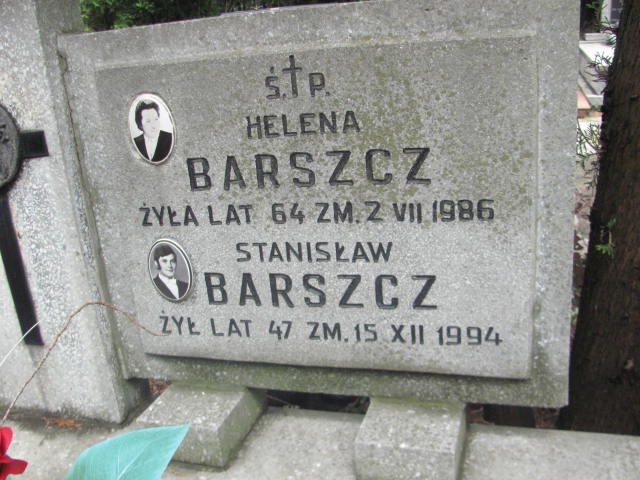 Ś.†P.
HELENA
BARSZCZ
ŻYŁA LAT 64 ZM. 2 VII 1986
STANISŁAW
BARSZCZ
ŻYŁ LAT 47 ZM. 15 XII 1994